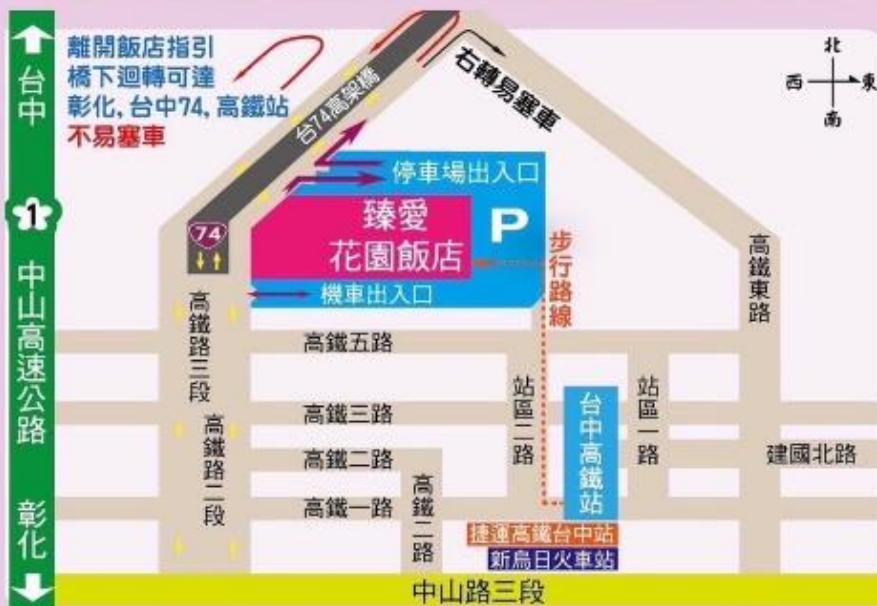 離開飯店指引
橋下迴轉可達
彰化, 台中74, 高鐵站
不易塞車
台中
1
中山高速公路
彰化
台74高架橋
右轉易塞車
北
西
東
南
停車場出入口
臻愛
花園飯店
P
74
機車出入口
步行路線
高鐵東路
高鐵路三段
高鐵五路
站區二路
站區一路
台中高鐵站
高鐵三路
高鐵路二段
高鐵二路
建國北路
高鐵一路
高鐵二路
捷運高鐵台中站
新烏日火車站
中山路三段